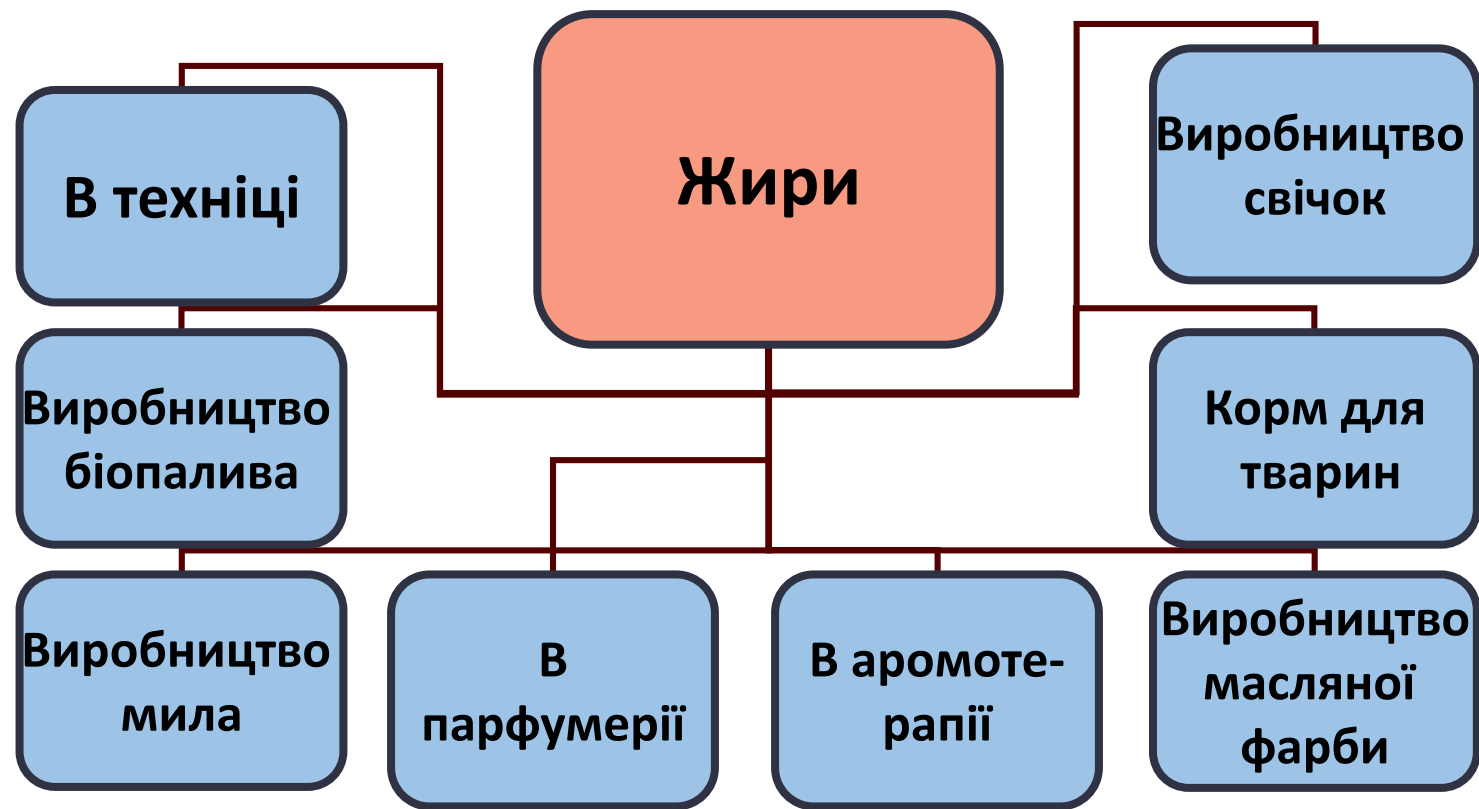 Жири
В техніці
Виробництво
свічок
Виробництво
біопалива
Корм для
тварин
Виробництво
мила
В
парфумерії
В аромоте-
рапії
Виробництво
масляної
фарби